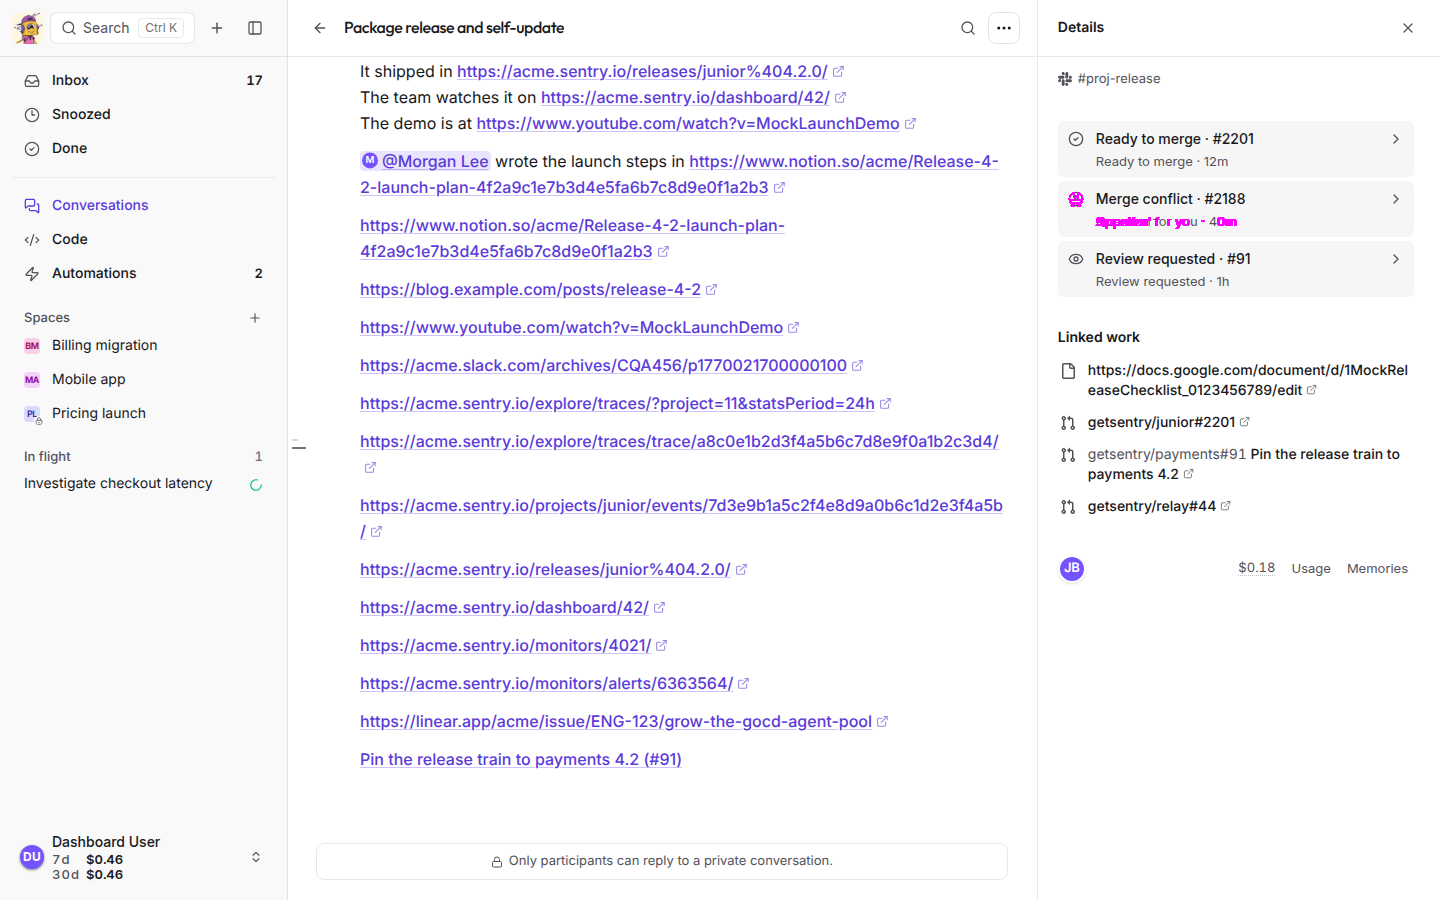 Search
Ctrl K
Inbox
17
Snoozed
Done
Conversations
Code
Automations
2
Spaces
BM
Billing migration
MA
Mobile app
PL
Pricing launch
In flight
1
Investigate checkout latency
DU
Dashboard User
7d $0.46
30d $0.46
Package release and self-update
It shipped in https://acme.sentry.io/releases/junior%404.2.0/
The team watches it on https://acme.sentry.io/dashboard/42/
The demo is at https://www.youtube.com/watch?v=MockLaunchDemo
M @Morgan Lee wrote the launch steps in https://www.notion.so/acme/Release-4-
2-launch-plan-4f2a9c1e7b3d4e5fa6b7c8d9e0f1a2b3
https://www.notion.so/acme/Release-4-2-launch-plan-
4f2a9c1e7b3d4e5fa6b7c8d9e0f1a2b3
https://blog.example.com/posts/release-4-2
https://www.youtube.com/watch?v=MockLaunchDemo
https://acme.slack.com/archives/CQA456/p1770021700000100
https://acme.sentry.io/explore/traces/?project=11&statsPeriod=24h
https://acme.sentry.io/explore/traces/trace/a8c0e1b2d3f4a5b6c7d8e9f0a1b2c3d4/
https://acme.sentry.io/projects/junior/events/7d3e9b1a5c2f4e8d9a0b6c1d2e3f4a5b
/
https://acme.sentry.io/releases/junior%404.2.0/
https://acme.sentry.io/dashboard/42/
https://acme.sentry.io/monitors/4021/
https://acme.sentry.io/monitors/alerts/6363564/
https://linear.app/acme/issue/ENG-123/grow-the-gocd-agent-pool
Pin the release train to payments 4.2 (#91)
Only participants can reply to a private conversation.
Details
#proj-release
Ready to merge · #2201
Ready to merge · 12m
Merge conflict · #2188
for you
Review requested · #91
Review requested · 1h
Linked work
https://docs.google.com/document/d/1MockRel
easeChecklist_0123456789/edit
getsentry/junior#2201
getsentry/payments#91 Pin the release train to
payments 4.2
getsentry/relay#44
JB
$0.18
Usage
Memories